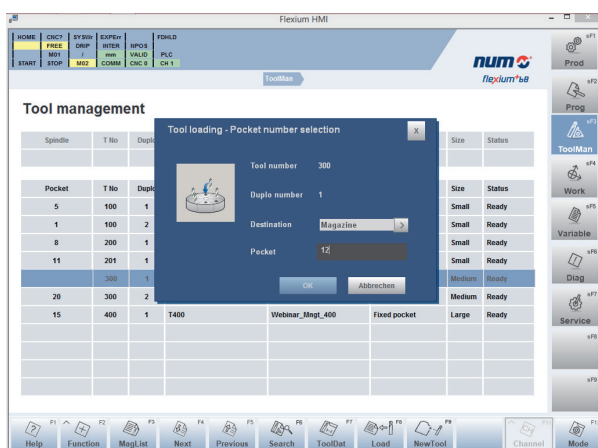 Flexium HMI
HOME CNC? SYSWr EXPErr FDHLD
FREE DRIP INTER NPOS
M01 / mm VALID PLC
START STOP M02 COMM CNC 0 CH 1
num
flexium+68
ToolMan
Tool management
Spindle T No Duplo Size Status
Tool loading - Pocket number selection X
Tool number 300
Duplo number 1
Destination Magazine >
Pocket 12
OK Abbrechen
Pocket T No Duplo Size Status
5 100 1 Small Ready
1 100 2 Small Ready
8 200 1 Small Ready
11 201 1 Small Ready
300 1 Medium Ready
20 300 2 Medium Ready
15 400 1 T400 Webinar_Mngt_400 Fixed pocket Large Ready
sF1
Prod
sF2
Prog
sF3
ToolMan
sF4
Work
sF5
Variable
sF6
Diag
sF7
Service
sF8
sF9
F1 F2 F3 F4 F5 F6 F7 F8 F9 F11
Help Function MagList Next Previous Search ToolDat Load NewTool Channel Mode